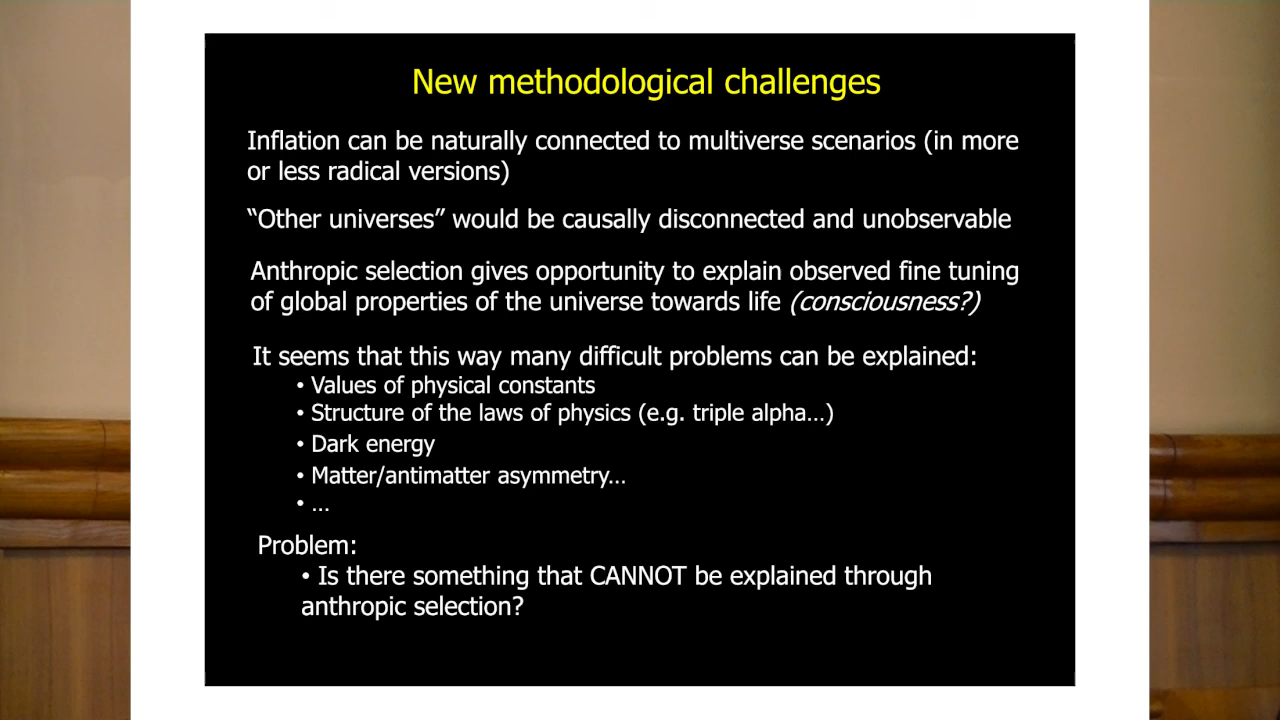 New methodological challenges
Inflation can be naturally connected to multiverse scenarios (in more
or less radical versions)
“Other universes” would be causally disconnected and unobservable
Anthropic selection gives opportunity to explain observed fine tuning
of global properties of the universe towards life (consciousness?)
It seems that this way many difficult problems can be explained:
• Values of physical constants
• Structure of the laws of physics (e.g. triple alpha…)
• Dark energy
• Matter/antimatter asymmetry…
• …
Problem:
• Is there something that CANNOT be explained through
anthropic selection?